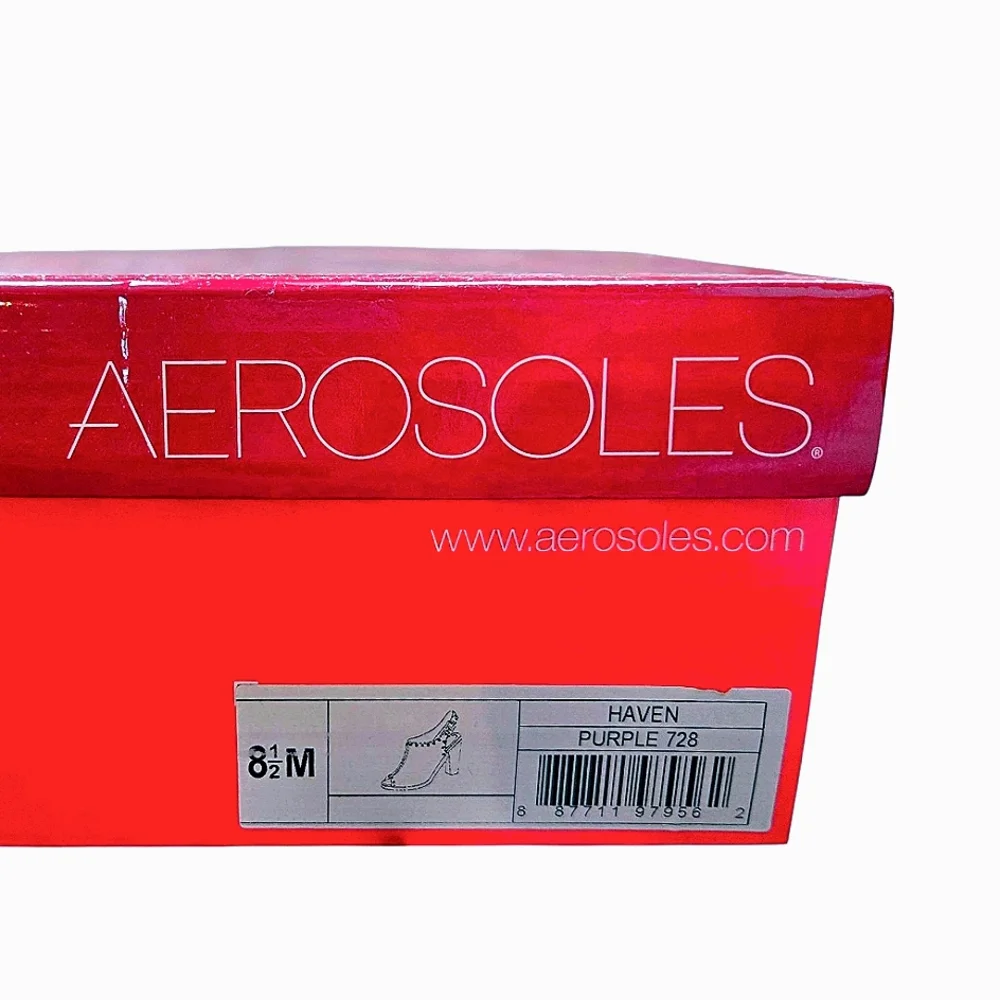 AEROSOLES®
www.aerosoles.com
8½M
HAVEN
PURPLE 728
8 87711 97956 2